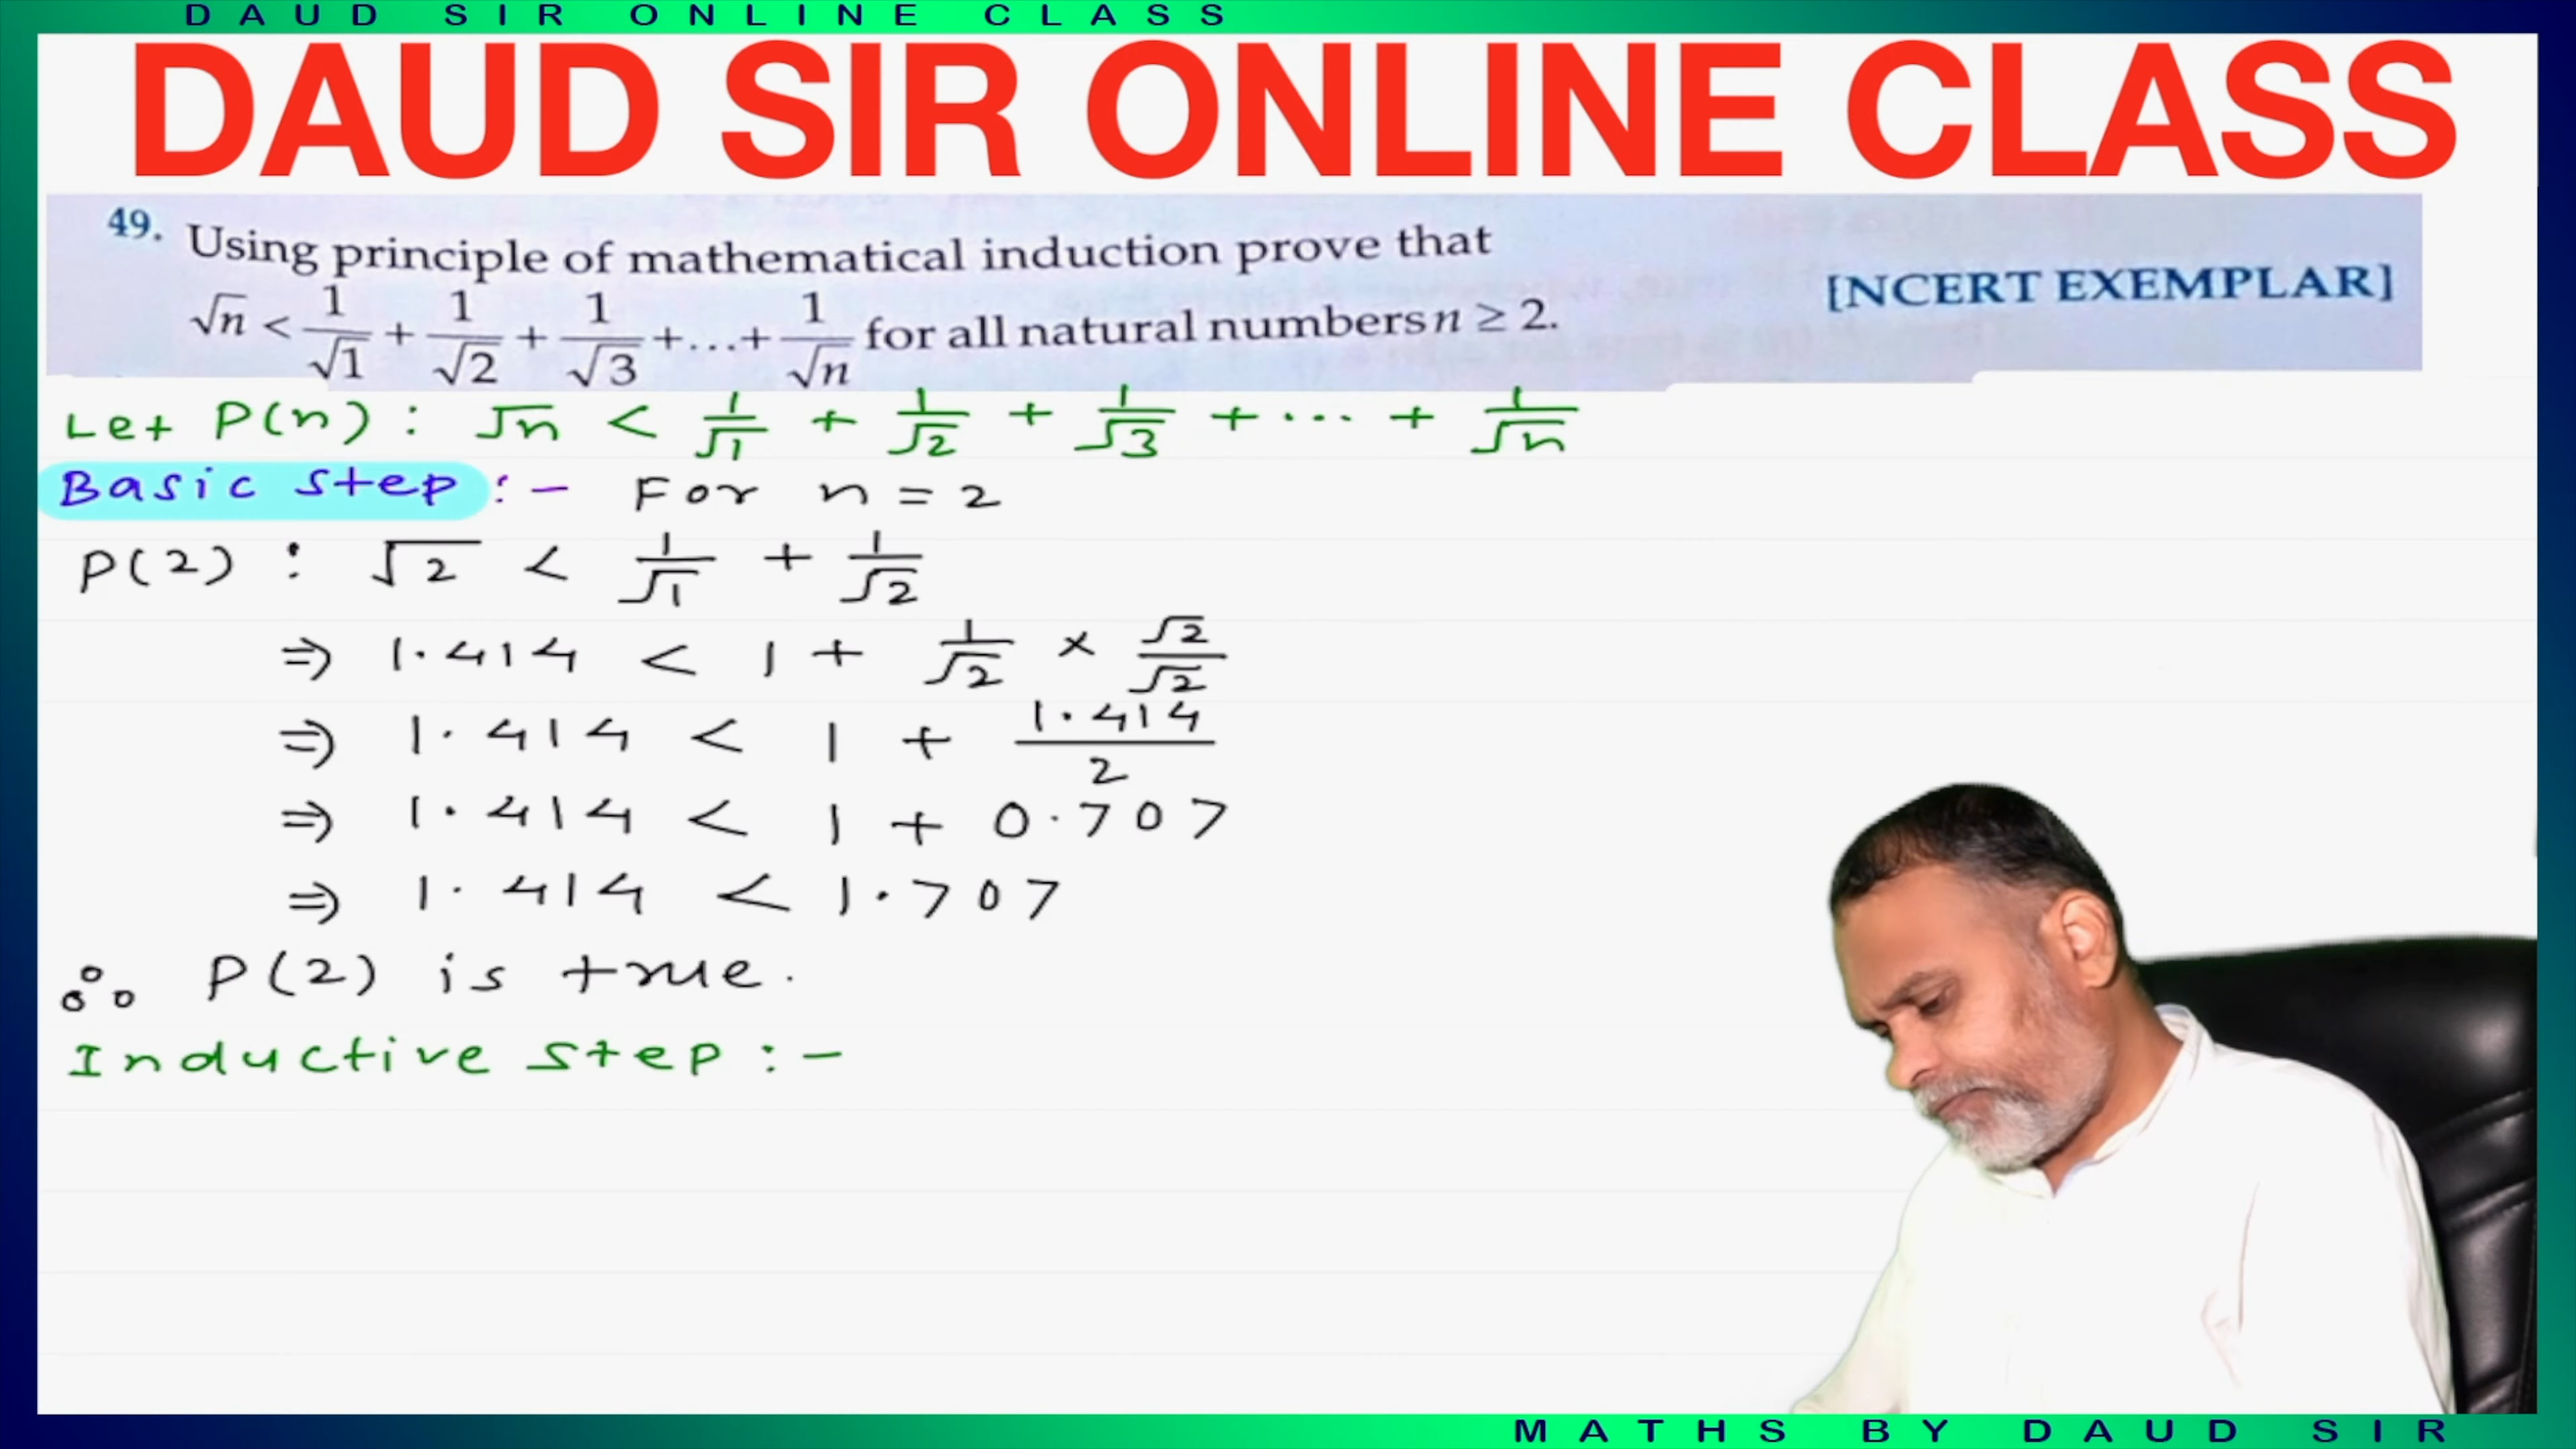 DAUD SIR ONLINE CLASS
DAUD SIR ONLINE CLASS
49. Using principle of mathematical induction prove that
√n < 1/√1 + 1/√2 + 1/√3 +...+ 1/√n for all natural numbers n ≥ 2. [NCERT EXEMPLAR]
Let P(n) : √n < 1/√1 + 1/√2 + 1/√3 + ... + 1/√n
Basic step :- For n = 2
P(2) : √2 < 1/√1 + 1/√2
⇒ 1.414 < 1 + 1/√2 × √2/√2
⇒ 1.414 < 1 + 1.414/2
⇒ 1.414 < 1 + 0.707
⇒ 1.414 < 1.707
∴ P(2) is true.
Inductive step :-
MATHS BY DAUD SIR